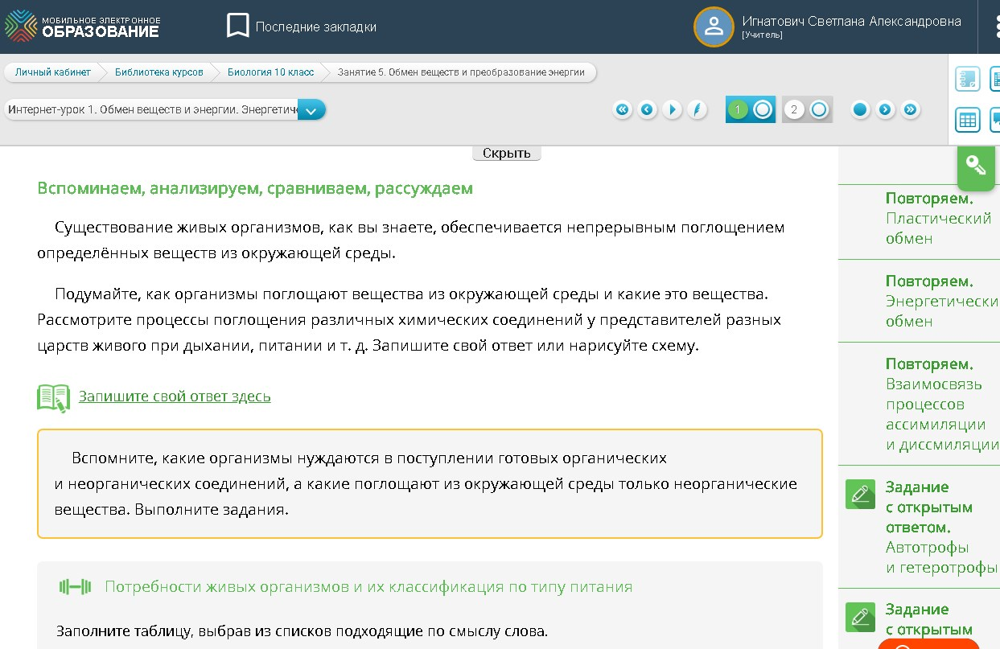 МОБИЛЬНОЕ ЭЛЕКТРОННОЕ
ОБРАЗОВАНИЕ
Последние закладки
Игнатович Светлана Александровна
[Учитель]
Личный кабинет
Библиотека курсов
Биология 10 класс
Занятие 5. Обмен веществ и преобразование энергии
Интернет-урок 1. Обмен веществ и энергии. Энергетич
1
2
Скрыть
Вспоминаем, анализируем, сравниваем, рассуждаем
Существование живых организмов, как вы знаете, обеспечивается непрерывным поглощением
определённых веществ из окружающей среды.
Подумайте, как организмы поглощают вещества из окружающей среды и какие это вещества.
Рассмотрите процессы поглощения различных химических соединений у представителей разных
царств живого при дыхании, питании и т. д. Запишите свой ответ или нарисуйте схему.
Запишите свой ответ здесь
Вспомните, какие организмы нуждаются в поступлении готовых органических
и неорганических соединений, а какие поглощают из окружающей среды только неорганические
вещества. Выполните задания.
Потребности живых организмов и их классификация по типу питания
Заполните таблицу, выбрав из списков подходящие по смыслу слова.
Повторяем.
Пластический
обмен
Повторяем.
Энергетически
обмен
Повторяем.
Взаимосвязь
процессов
ассимиляции
и диссмиляции
Задание
с открытым
ответом.
Автотрофы
и гетеротрофы
Задание
с открытым